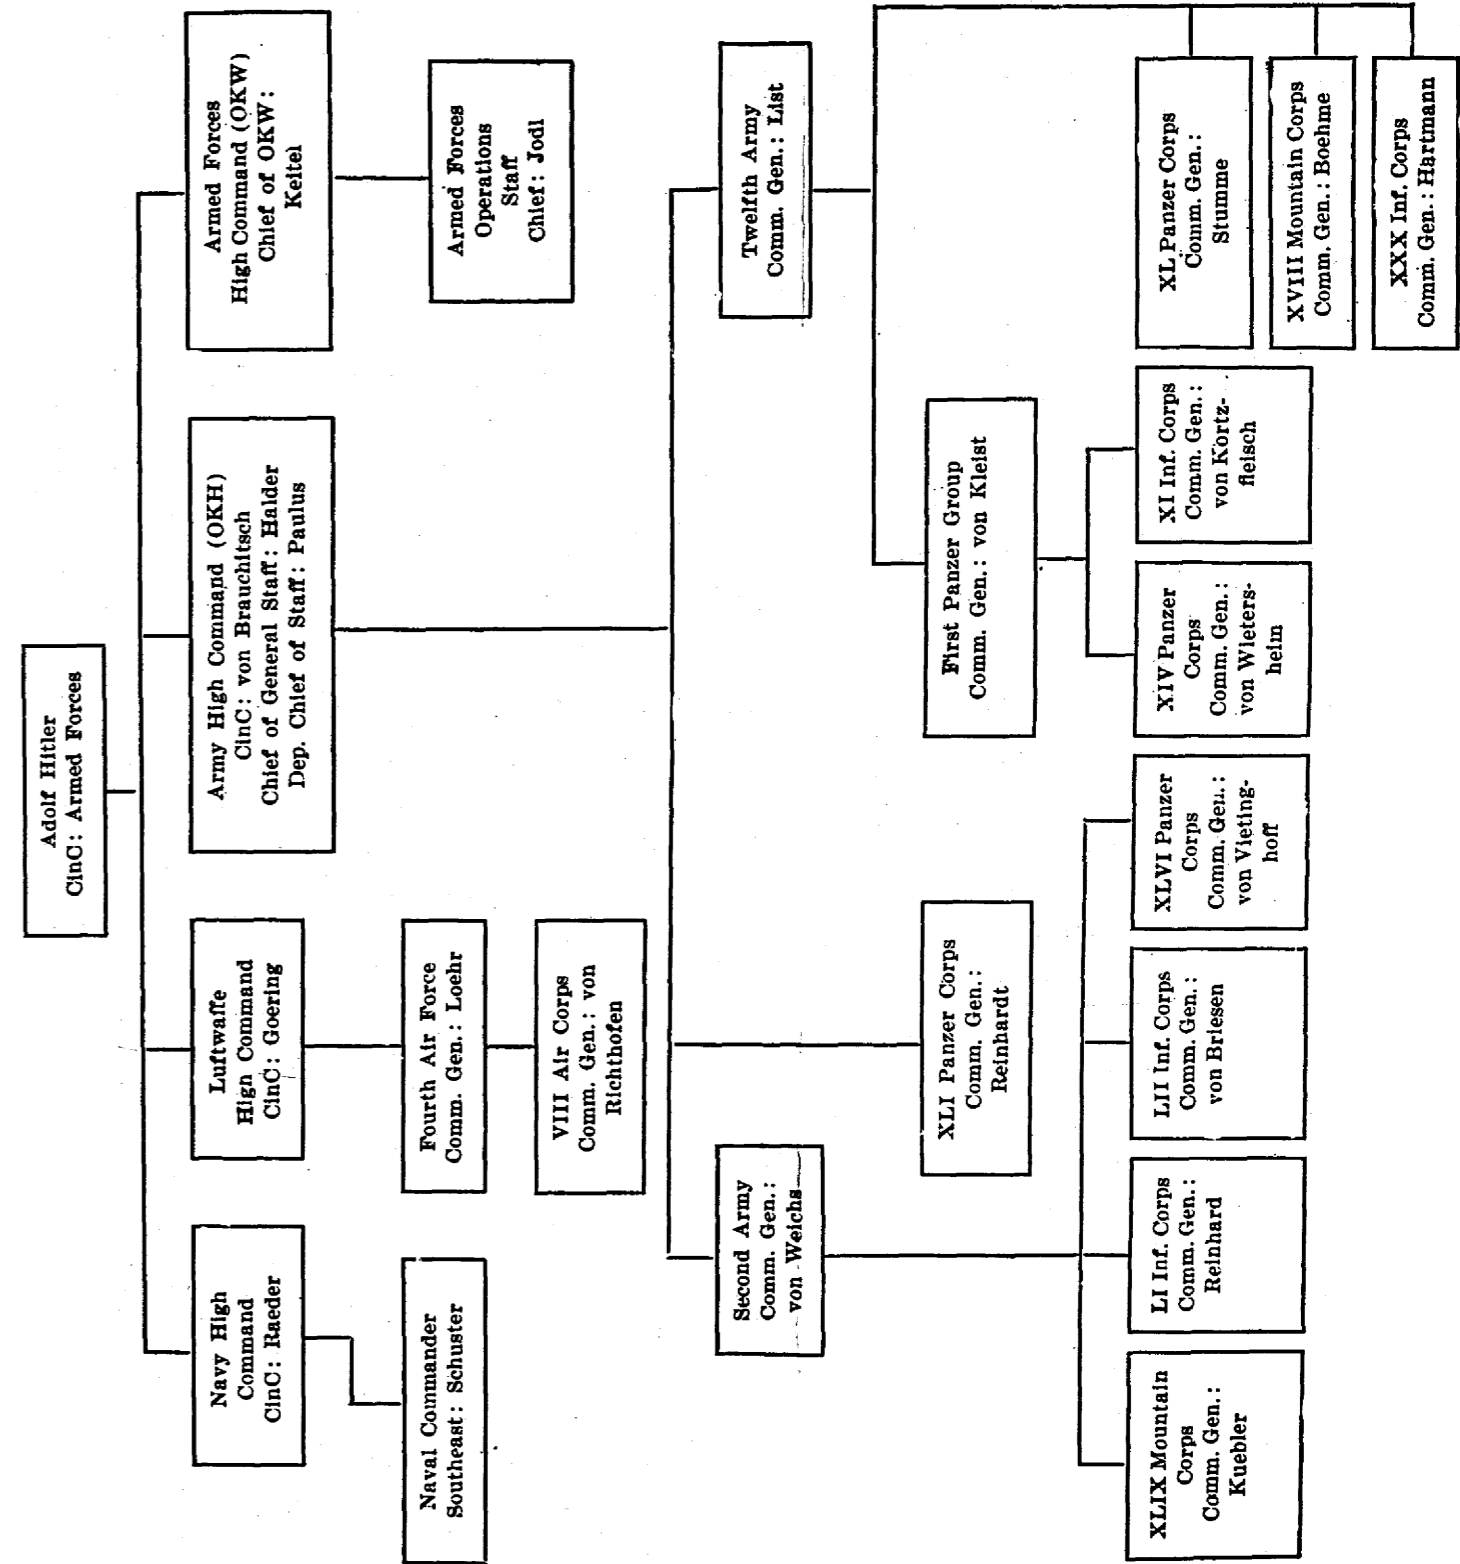 Adolf Hitler
CinC: Armed Forces
Navy High
Command
CinC: Raeder
Luftwaffe
High Command
CinC: Goering
Army High Command (OKH)
CinC: von Brauchitsch
Chief of General Staff: Halder
Dep. Chief of Staff: Paulus
Armed Forces
High Command (OKW)
Chief of OKW:
Keitel
Naval Commander
Southeast: Schuster
Fourth Air Force
Comm. Gen.: Loehr
Armed Forces
Operations
Staff
Chief: Jodl
VIII Air Corps
Comm. Gen.: von
Richthofen
Second Army
Comm. Gen.:
von Weichs
Twelfth Army
Comm. Gen.: List
XLI Panzer Corps
Comm. Gen.:
Reinhardt
First Panzer Group
Comm. Gen.: von Kleist
XLIX Mountain
Corps
Comm. Gen.:
Kuebler
LI Inf. Corps
Comm. Gen.:
Reinhard
LII Inf. Corps
Comm. Gen.:
von Briesen
XLVI Panzer
Corps
Comm. Gen.:
von Vieting-
hoff
XIV Panzer
Corps
Comm. Gen.:
von Wieters-
heim
XI Inf. Corps
Comm. Gen.:
von Kortz-
fleisch
XL Panzer Corps
Comm. Gen.:
Stumme
XVIII Mountain Corps
Comm. Gen.: Boehme
XXX Inf. Corps
Comm. Gen.: Hartmann